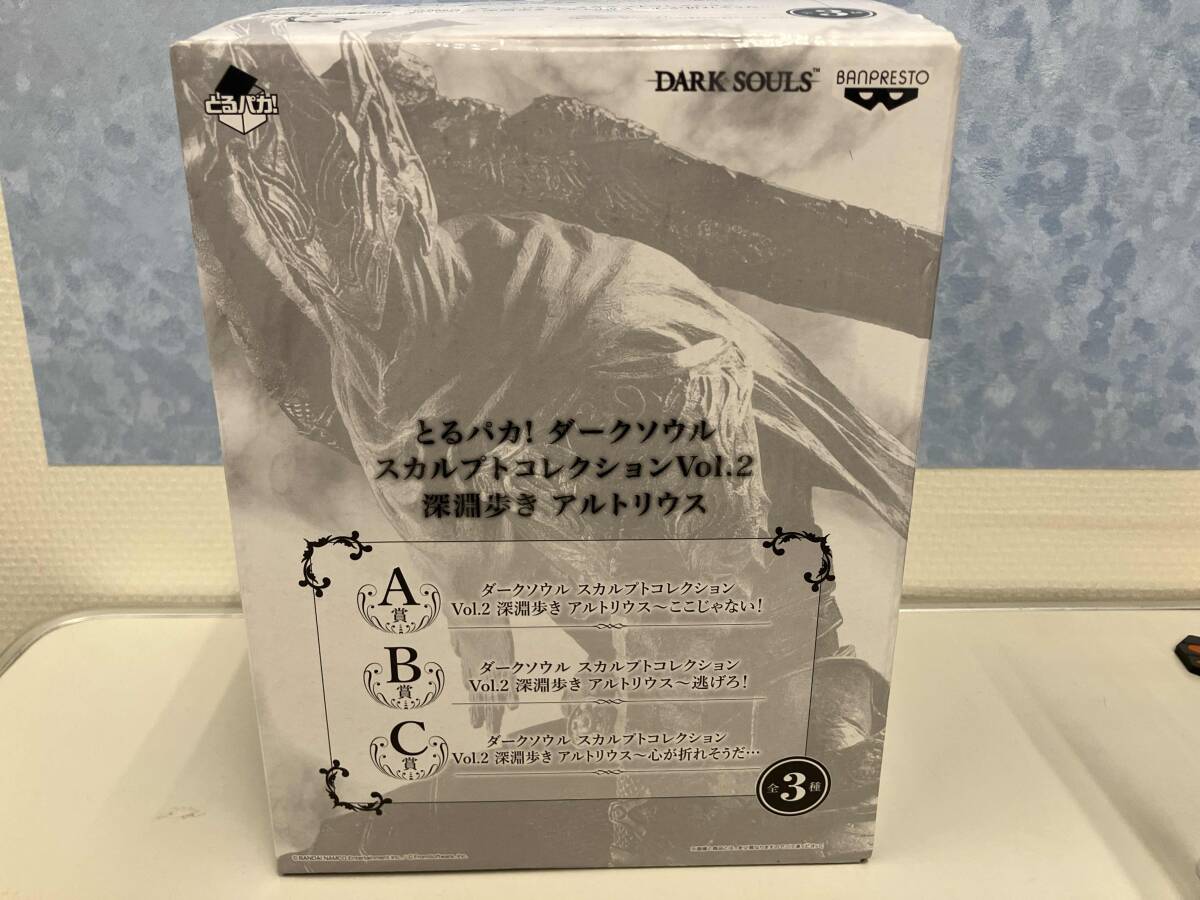 3
とるパカ!
DARK SOULS™
BANPRESTO
とるパカ! ダークソウル
スカルプトコレクションVol.2
深淵歩き アルトリウス
A賞
ダークソウル スカルプトコレクション
Vol.2 深淵歩き アルトリウス～ここじゃない!
B賞
ダークソウル スカルプトコレクション
Vol.2 深淵歩き アルトリウス～逃げろ!
C賞
ダークソウル スカルプトコレクション
Vol.2 深淵歩き アルトリウス～心が折れそうだ…
全3種
©BANDAI NAMCO Entertainment Inc. / ©FromSoftware, Inc.